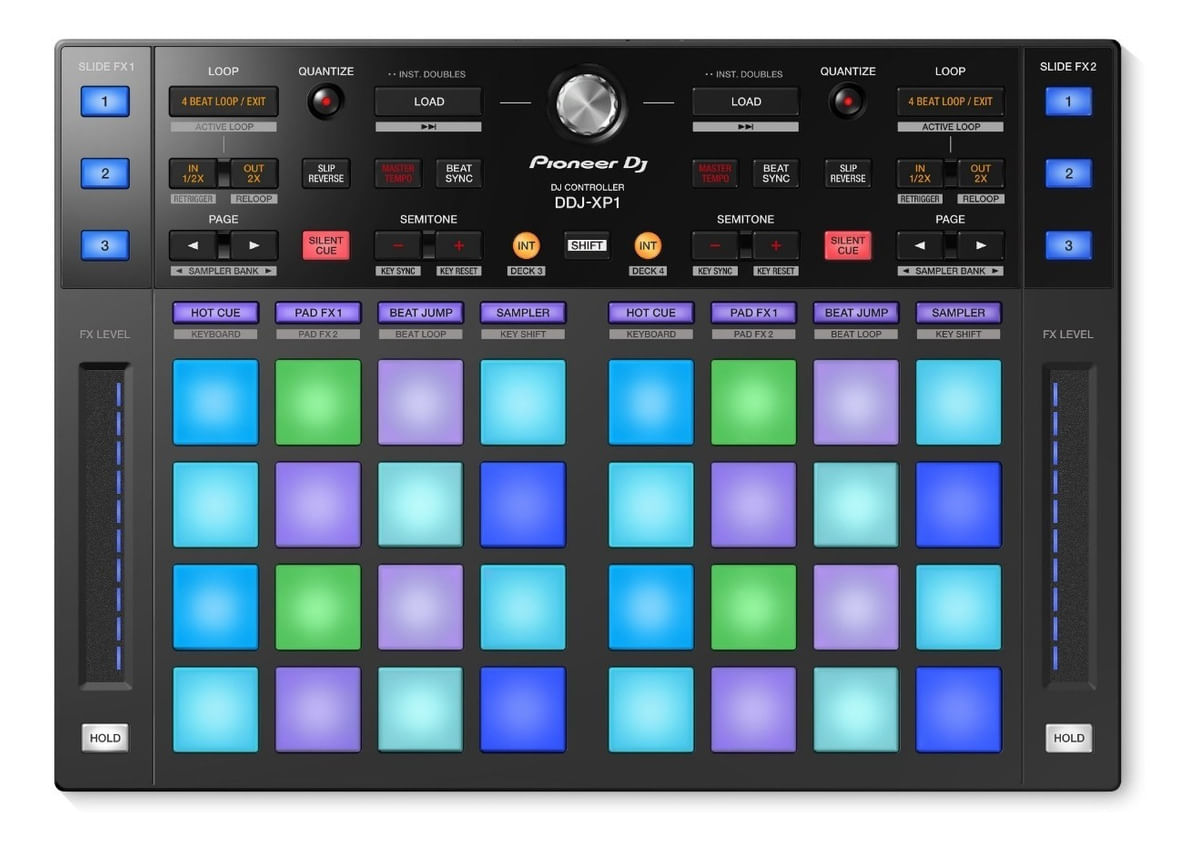 SLIDE FX1
LOOP
QUANTIZE
·· INST. DOUBLES
·· INST. DOUBLES
QUANTIZE
LOOP
SLIDE FX2
1
4 BEAT LOOP / EXIT
LOAD
LOAD
4 BEAT LOOP / EXIT
1
ACTIVE LOOP
ACTIVE LOOP
Pioneer Dj
2
IN
1/2X
OUT
2X
SLIP
REVERSE
MASTER
TEMPO
BEAT
SYNC
DJ CONTROLLER
DDJ-XP1
MASTER
TEMPO
BEAT
SYNC
SLIP
REVERSE
IN
1/2X
OUT
2X
2
RETRIGGER
RELOOP
RETRIGGER
RELOOP
PAGE
SEMITONE
SEMITONE
PAGE
3
SILENT
CUE
−
+
INT
SHIFT
INT
−
+
SILENT
CUE
3
SAMPLER BANK
KEY SYNC
KEY RESET
DECK 3
DECK 4
KEY SYNC
KEY RESET
SAMPLER BANK
HOT CUE
PAD FX1
BEAT JUMP
SAMPLER
HOT CUE
PAD FX1
BEAT JUMP
SAMPLER
FX LEVEL
KEYBOARD
PAD FX2
BEAT LOOP
KEY SHIFT
KEYBOARD
PAD FX2
BEAT LOOP
KEY SHIFT
FX LEVEL
HOLD
HOLD